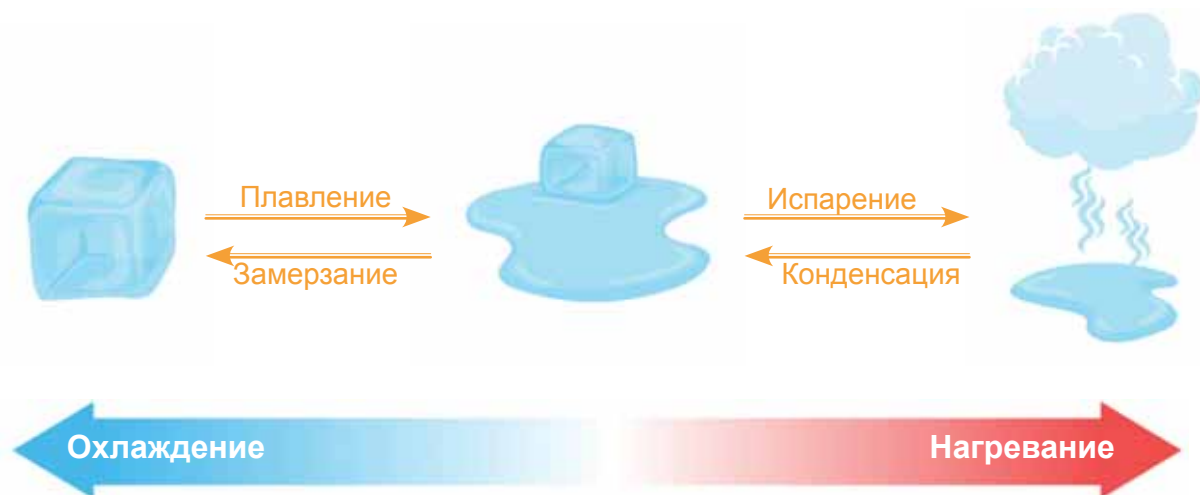 Плавление
Замерзание
Испарение
Конденсация
Охлаждение
Нагревание